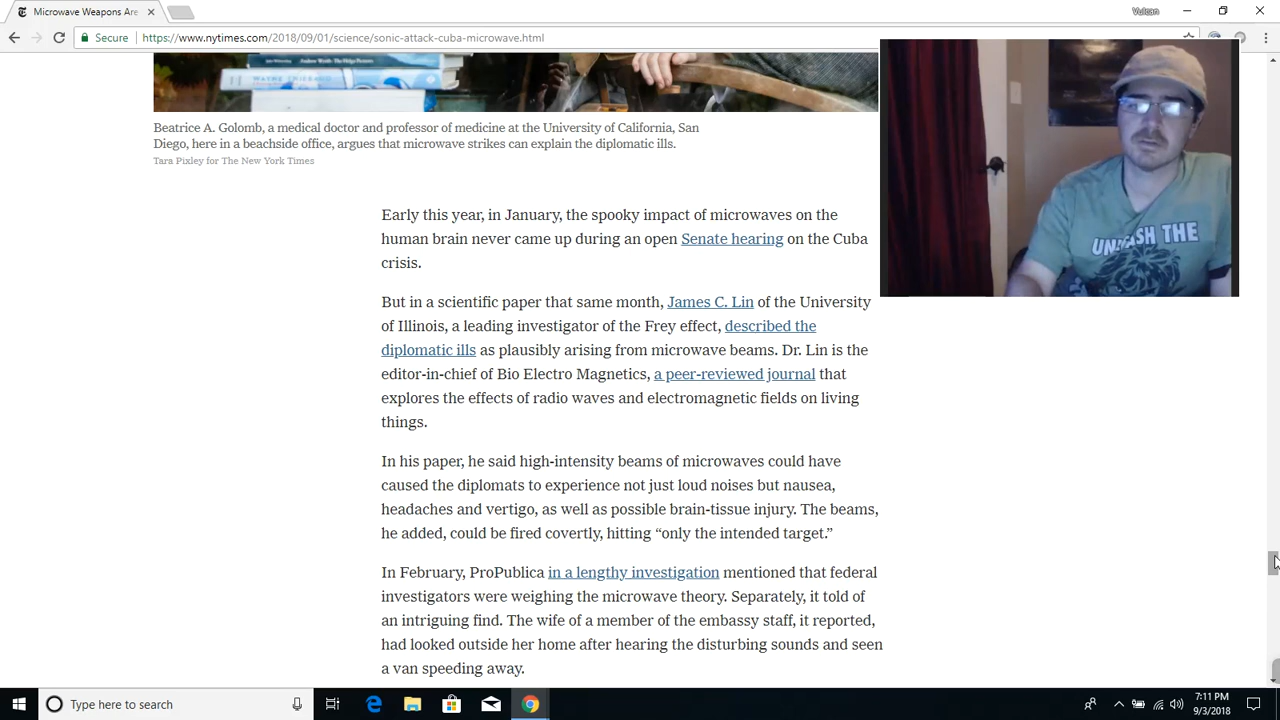 Microwave Weapons Are
Vulcan
Secure
https://www.nytimes.com/2018/09/01/science/sonic-attack-cuba-microwave.html
Beatrice A. Golomb, a medical doctor and professor of medicine at the University of California, San
Diego, here in a beachside office, argues that microwave strikes can explain the diplomatic ills.
Tara Pixley for The New York Times
UNLEASH THE
Early this year, in January, the spooky impact of microwaves on the
human brain never came up during an open Senate hearing on the Cuba
crisis.
But in a scientific paper that same month, James C. Lin of the University
of Illinois, a leading investigator of the Frey effect, described the
diplomatic ills as plausibly arising from microwave beams. Dr. Lin is the
editor-in-chief of Bio Electro Magnetics, a peer-reviewed journal that
explores the effects of radio waves and electromagnetic fields on living
things.
In his paper, he said high-intensity beams of microwaves could have
caused the diplomats to experience not just loud noises but nausea,
headaches and vertigo, as well as possible brain-tissue injury. The beams,
he added, could be fired covertly, hitting “only the intended target.”
In February, ProPublica in a lengthy investigation mentioned that federal
investigators were weighing the microwave theory. Separately, it told of
an intriguing find. The wife of a member of the embassy staff, it reported,
had looked outside her home after hearing the disturbing sounds and seen
a van speeding away.
Type here to search
7:11 PM
9/3/2018